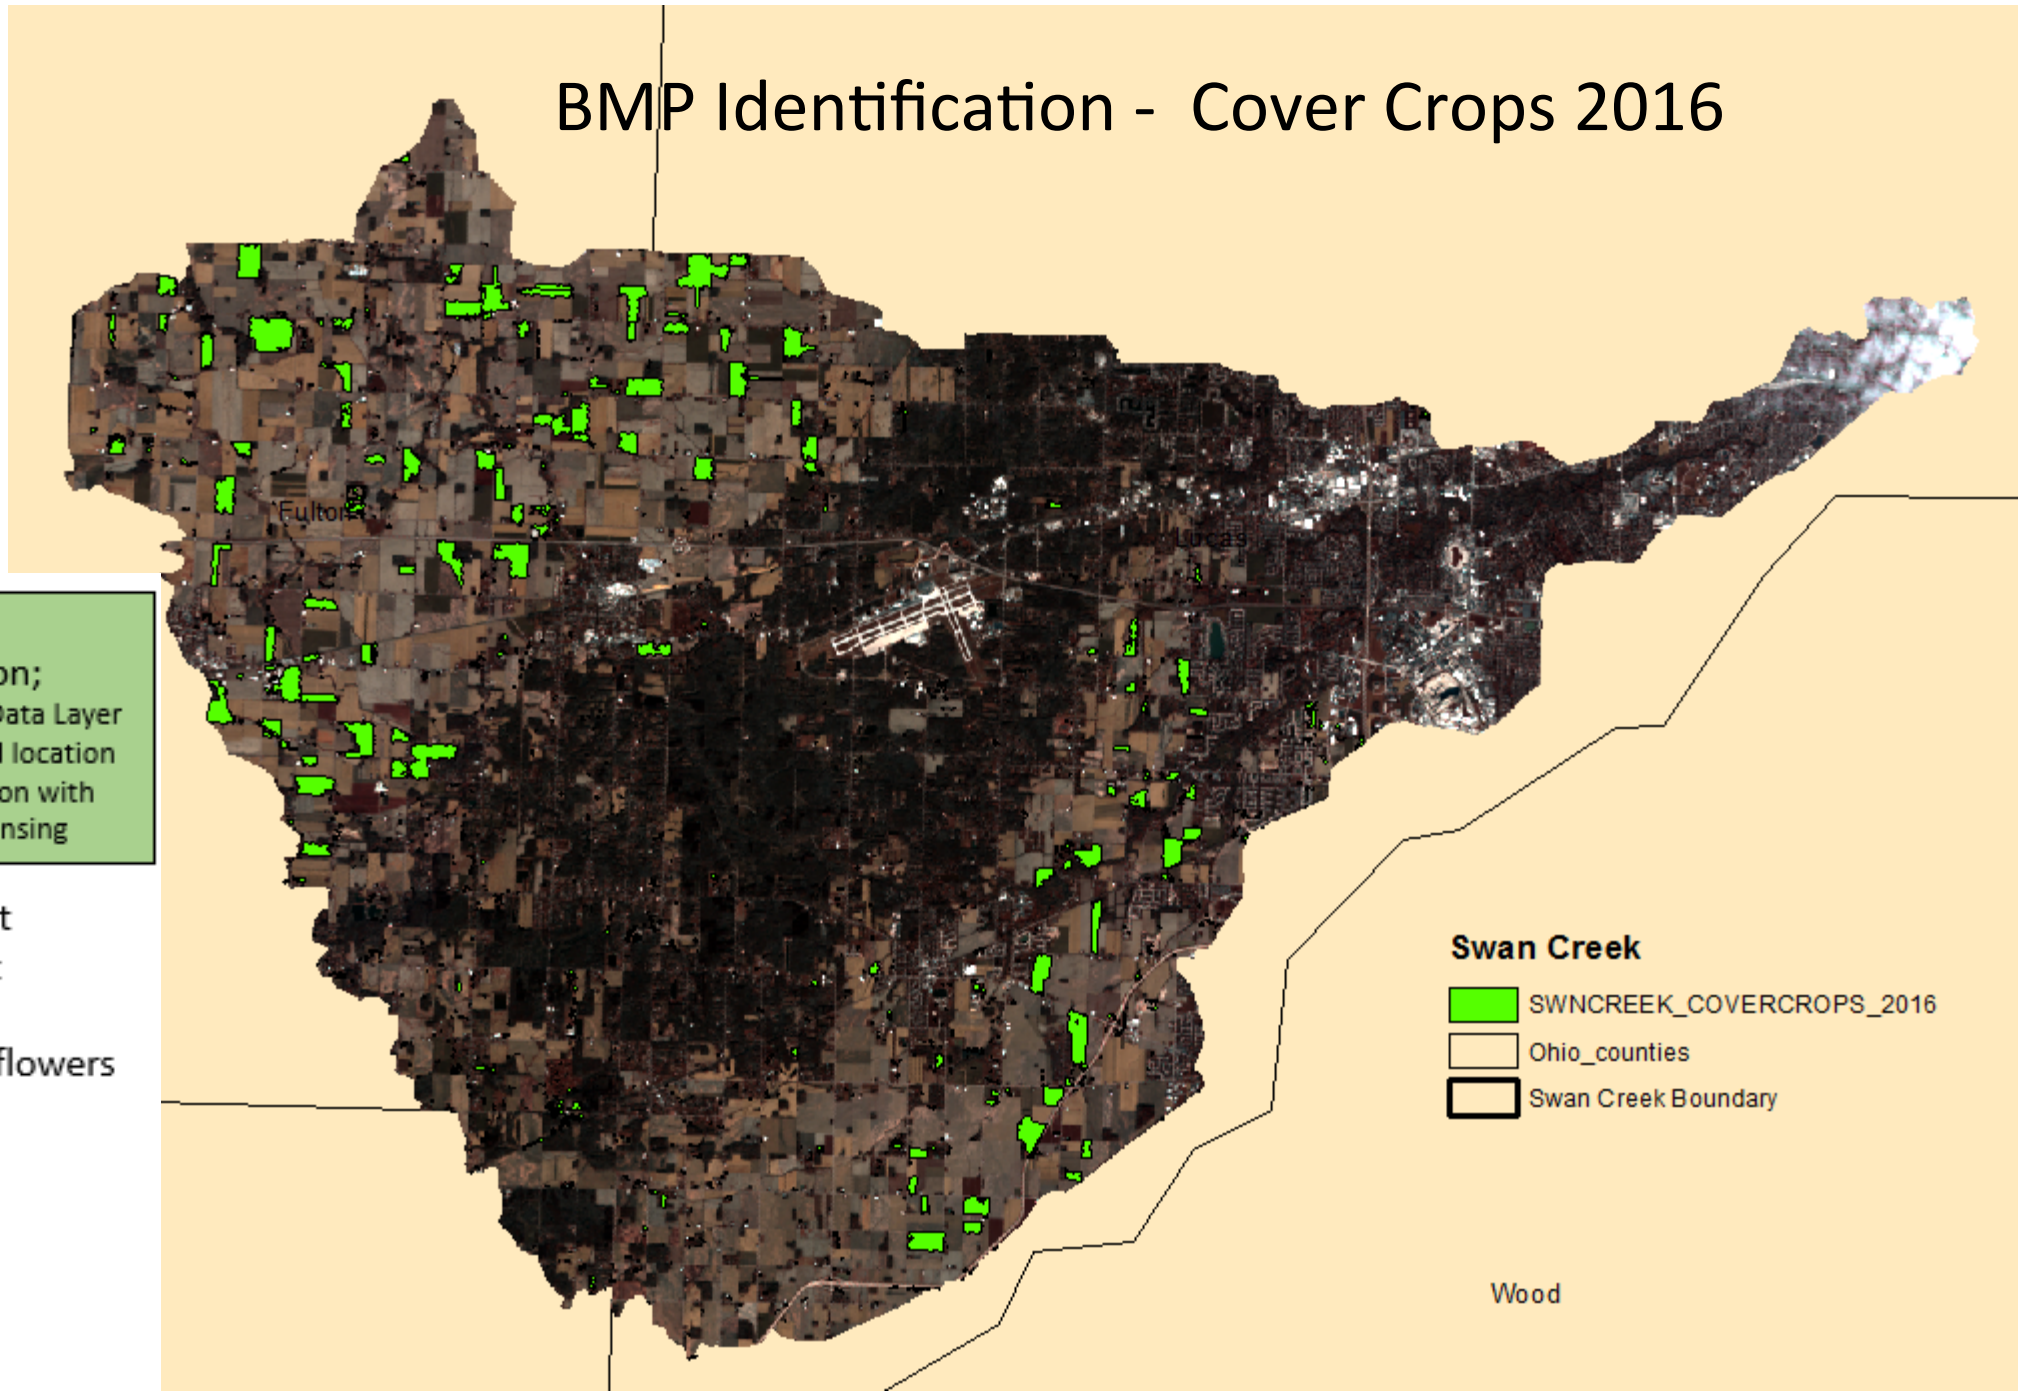 BMP Identification - Cover Crops 2016
Fulton
Lucas
on;
Data Layer
location
on with
nsing
t
flowers
Swan Creek
SWNCREEK_COVERCROPS_2016
Ohio_counties
Swan Creek Boundary
Wood